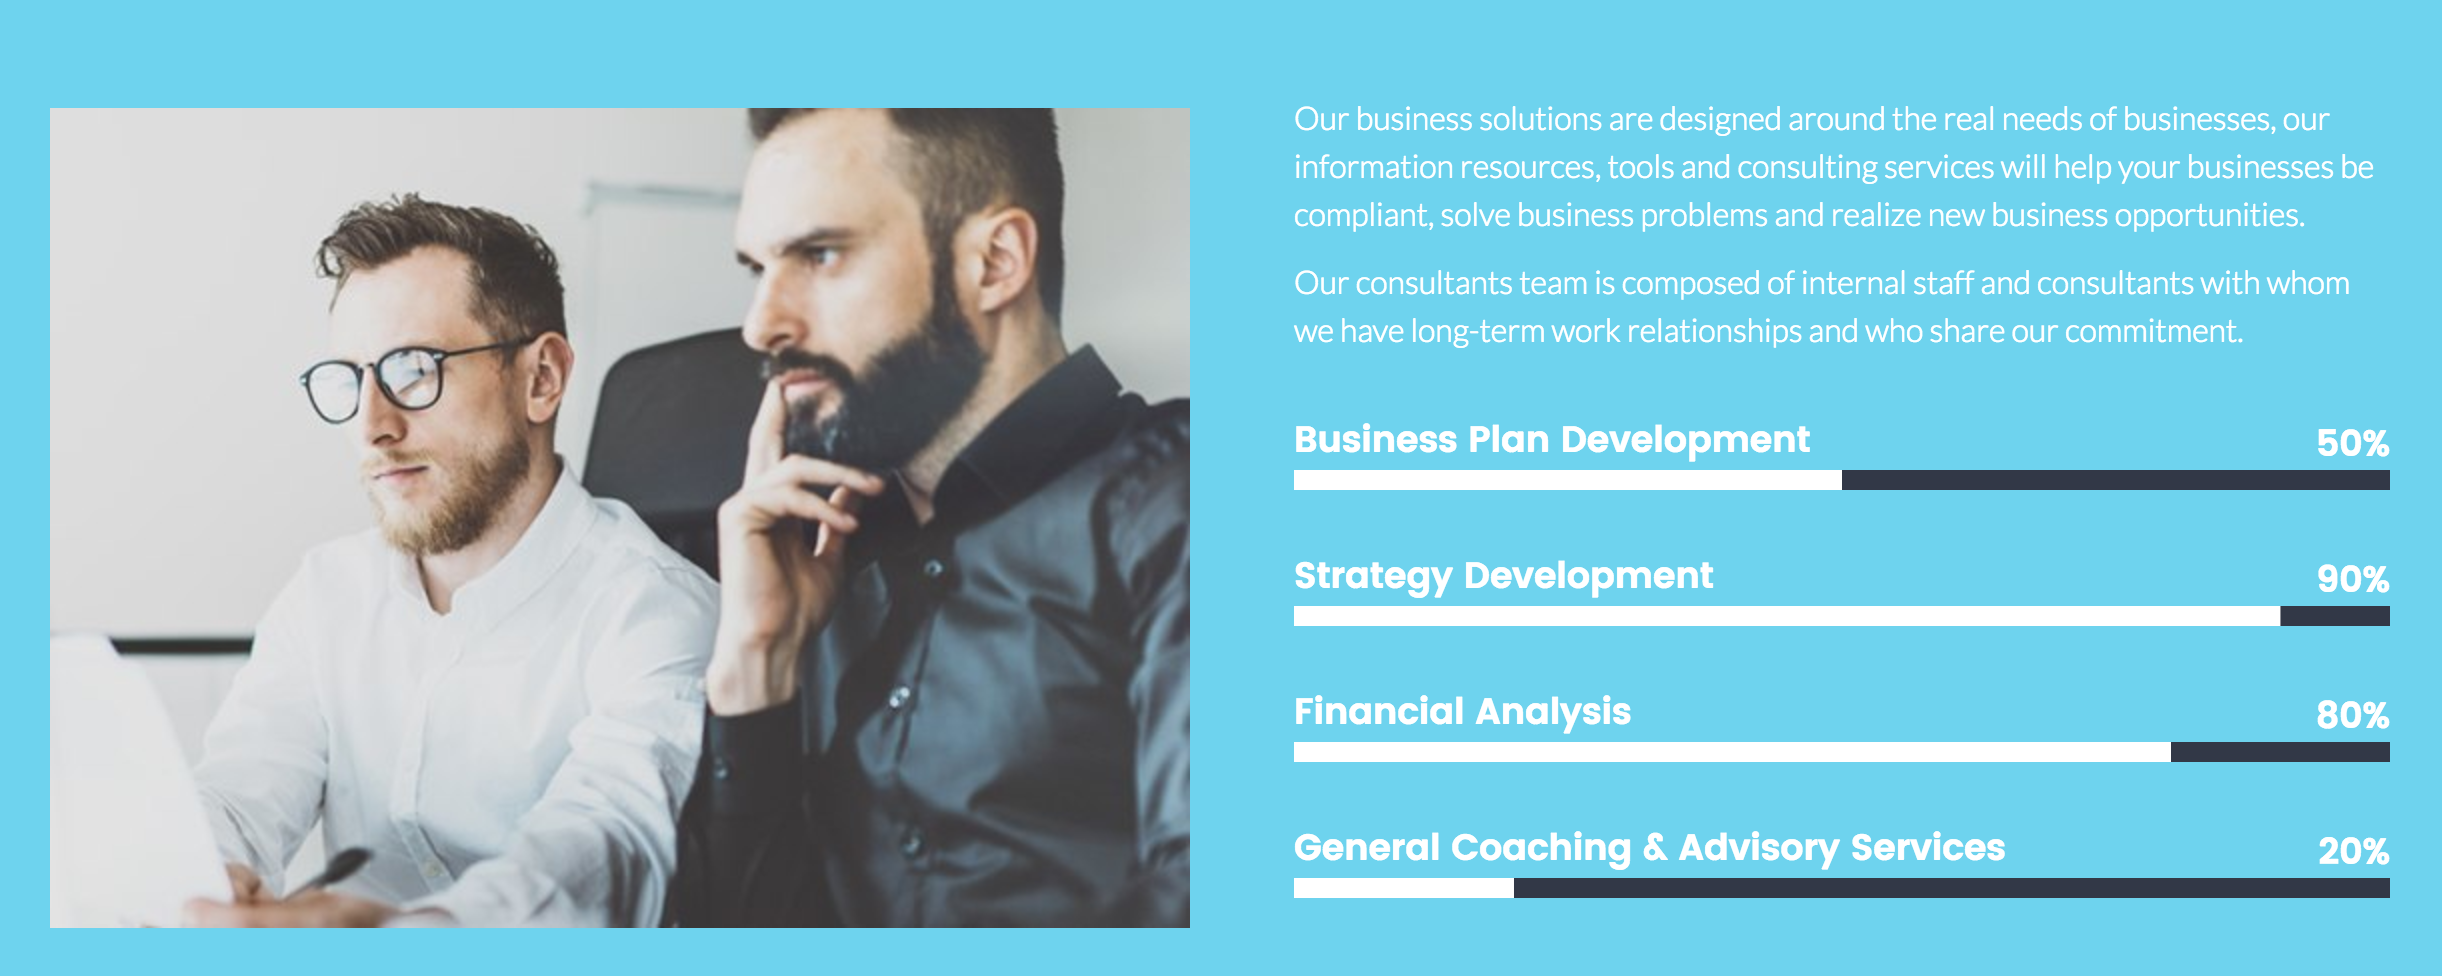 Our business solutions are designed around the real needs of businesses, our
information resources, tools and consulting services will help your businesses be
compliant, solve business problems and realize new business opportunities.
Our consultants team is composed of internal staff and consultants with whom
we have long-term work relationships and who share our commitment.
Business Plan Development 50%
Strategy Development 90%
Financial Analysis 80%
General Coaching & Advisory Services 20%